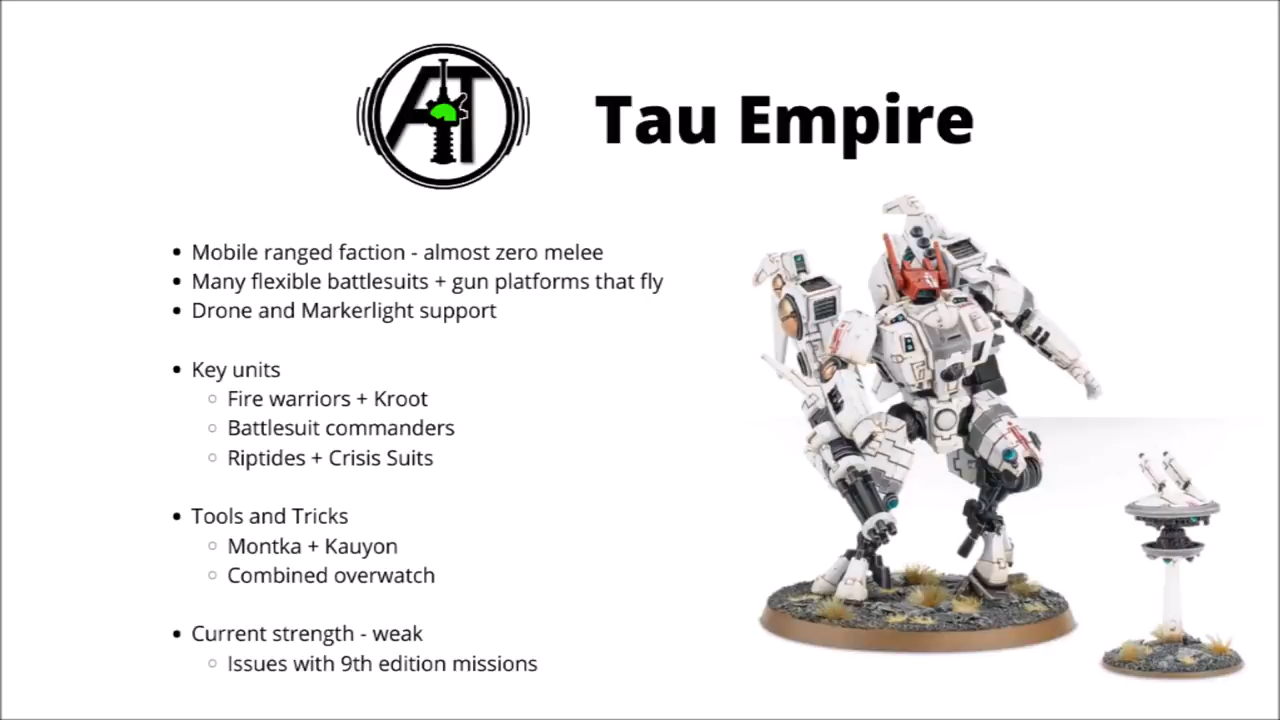 AT
Tau Empire
• Mobile ranged faction - almost zero melee
• Many flexible battlesuits + gun platforms that fly
• Drone and Markerlight support
• Key units
○ Fire warriors + Kroot
○ Battlesuit commanders
○ Riptides + Crisis Suits
• Tools and Tricks
○ Montka + Kauyon
○ Combined overwatch
• Current strength - weak
○ Issues with 9th edition missions